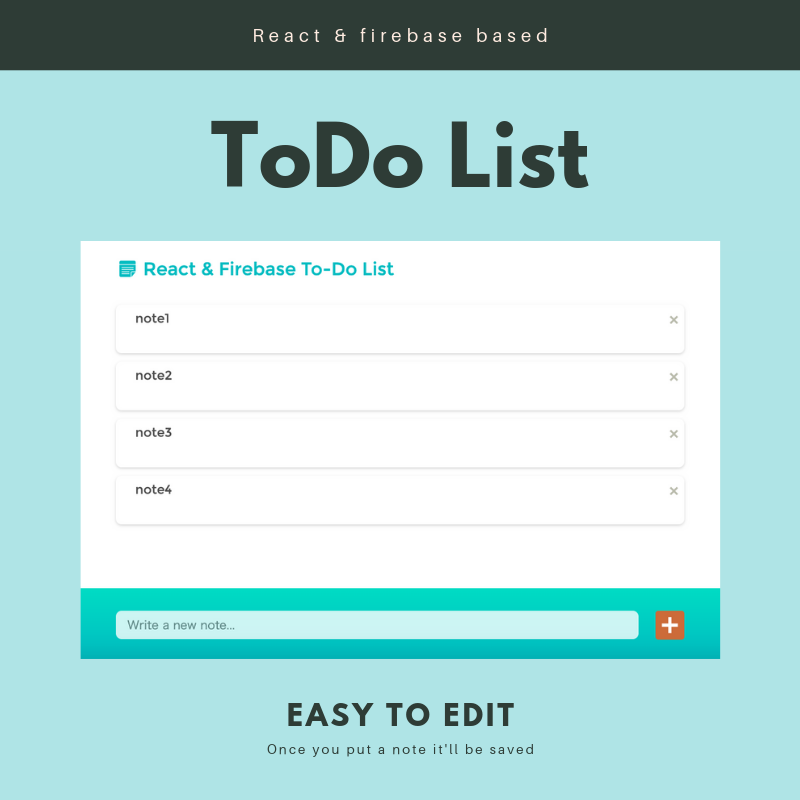 React & firebase based
ToDo List
React & Firebase To-Do List
note1
note2
note3
note4
Write a new note...
EASY TO EDIT
Once you put a note it'll be saved